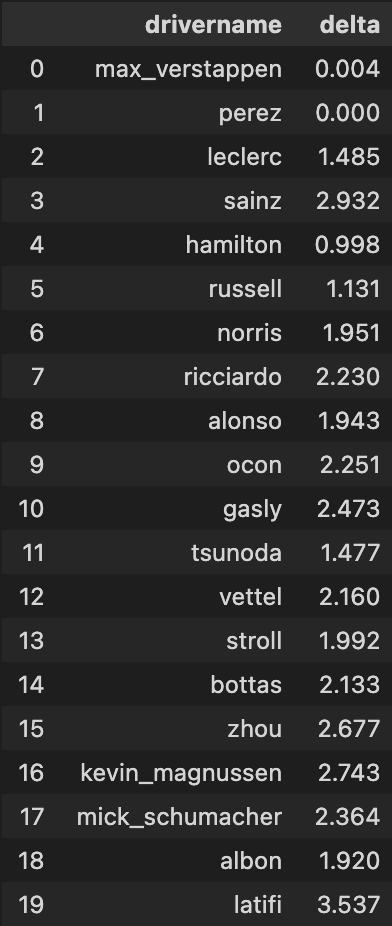 drivername delta
0 max_verstappen 0.004
1 perez 0.000
2 leclerc 1.485
3 sainz 2.932
4 hamilton 0.998
5 russell 1.131
6 norris 1.951
7 ricciardo 2.230
8 alonso 1.943
9 ocon 2.251
10 gasly 2.473
11 tsunoda 1.477
12 vettel 2.160
13 stroll 1.992
14 bottas 2.133
15 zhou 2.677
16 kevin_magnussen 2.743
17 mick_schumacher 2.364
18 albon 1.920
19 latifi 3.537